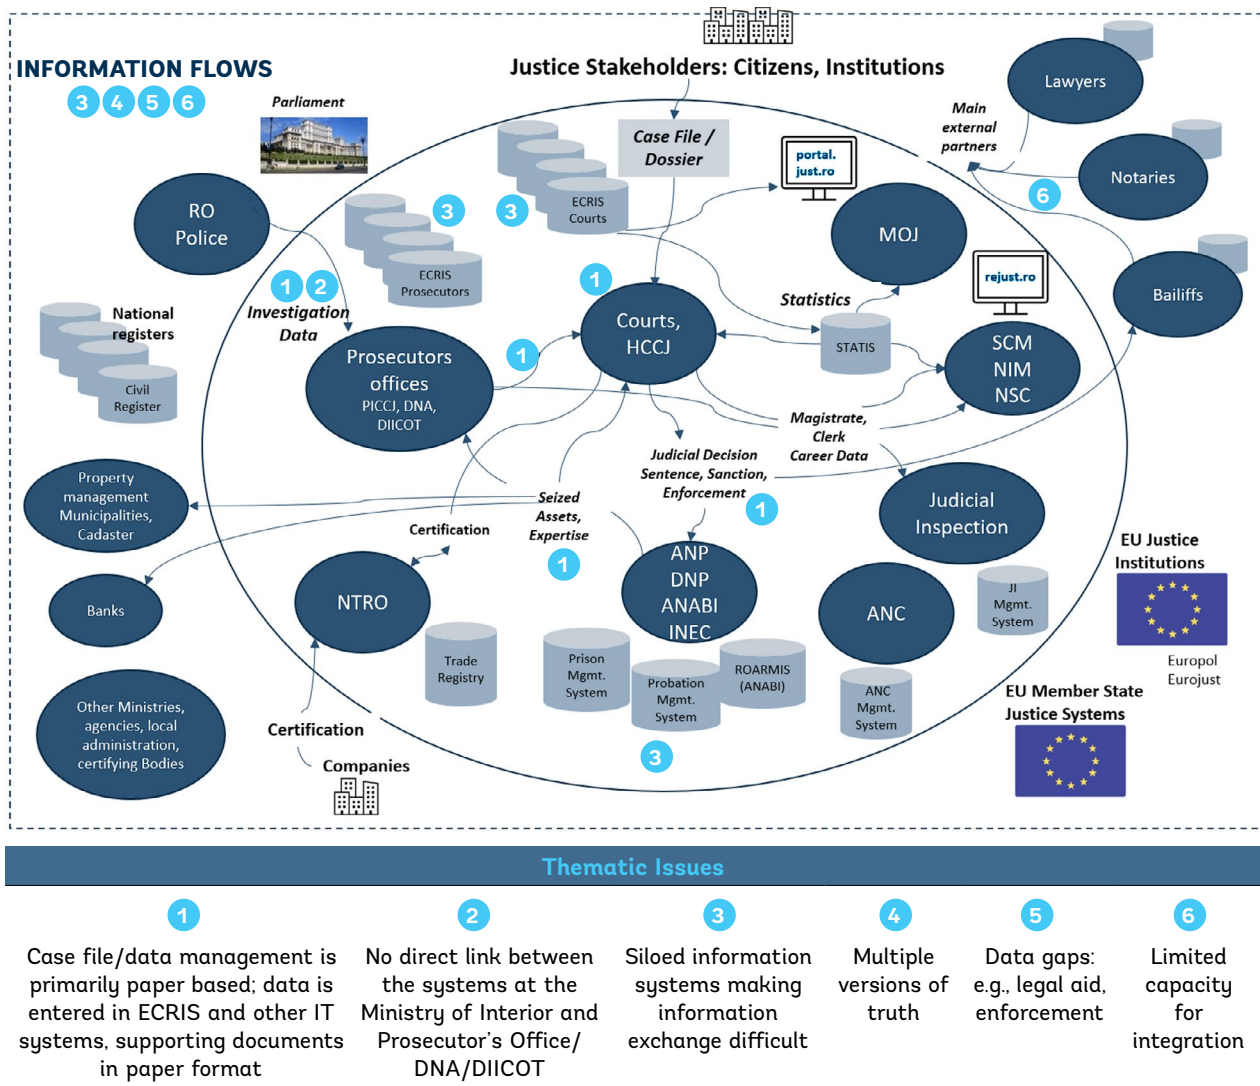 Justice Stakeholders: Citizens, Institutions
INFORMATION FLOWS
3 4 5 6
Parliament
Case File /
Dossier
portal.
just.ro
Main
external
partners
Lawyers
Notaries
6
Bailiffs
RO
Police
3
ECRIS
Prosecutors
3
ECRIS
Courts
MOJ
rejust.ro
1 2
Investigation
Data
National
registers
Civil
Register
1
Courts,
HCCJ
Statistics
STATIS
SCM
NIM
NSC
Prosecutors
offices
PICCJ, DNA,
DIICOT
1
Magistrate,
Clerk
Career Data
Judicial Decision
Sentence, Sanction,
Enforcement
1
Property
management
Municipalities,
Cadaster
Seized
Assets,
Expertise
1
Certification
Judicial
Inspection
JI
Mgmt.
System
EU Justice
Institutions
Europol
Eurojust
Banks
NTRO
Trade
Registry
ANP
DNP
ANABI
INEC
Prison
Mgmt.
System
Probation
Mgmt.
System
ROARMIS
(ANABI)
3
ANC
ANC
Mgmt.
System
EU Member State
Justice Systems
Other Ministries,
agencies, local
administration,
certifying Bodies
Certification
Companies
Thematic Issues
1
Case file/data management is
primarily paper based; data is
entered in ECRIS and other IT
systems, supporting documents
in paper format
2
No direct link between
the systems at the
Ministry of Interior and
Prosecutor's Office/
DNA/DIICOT
3
Siloed information
systems making
information
exchange difficult
4
Multiple
versions of
truth
5
Data gaps:
e.g., legal aid,
enforcement
6
Limited
capacity
for
integration